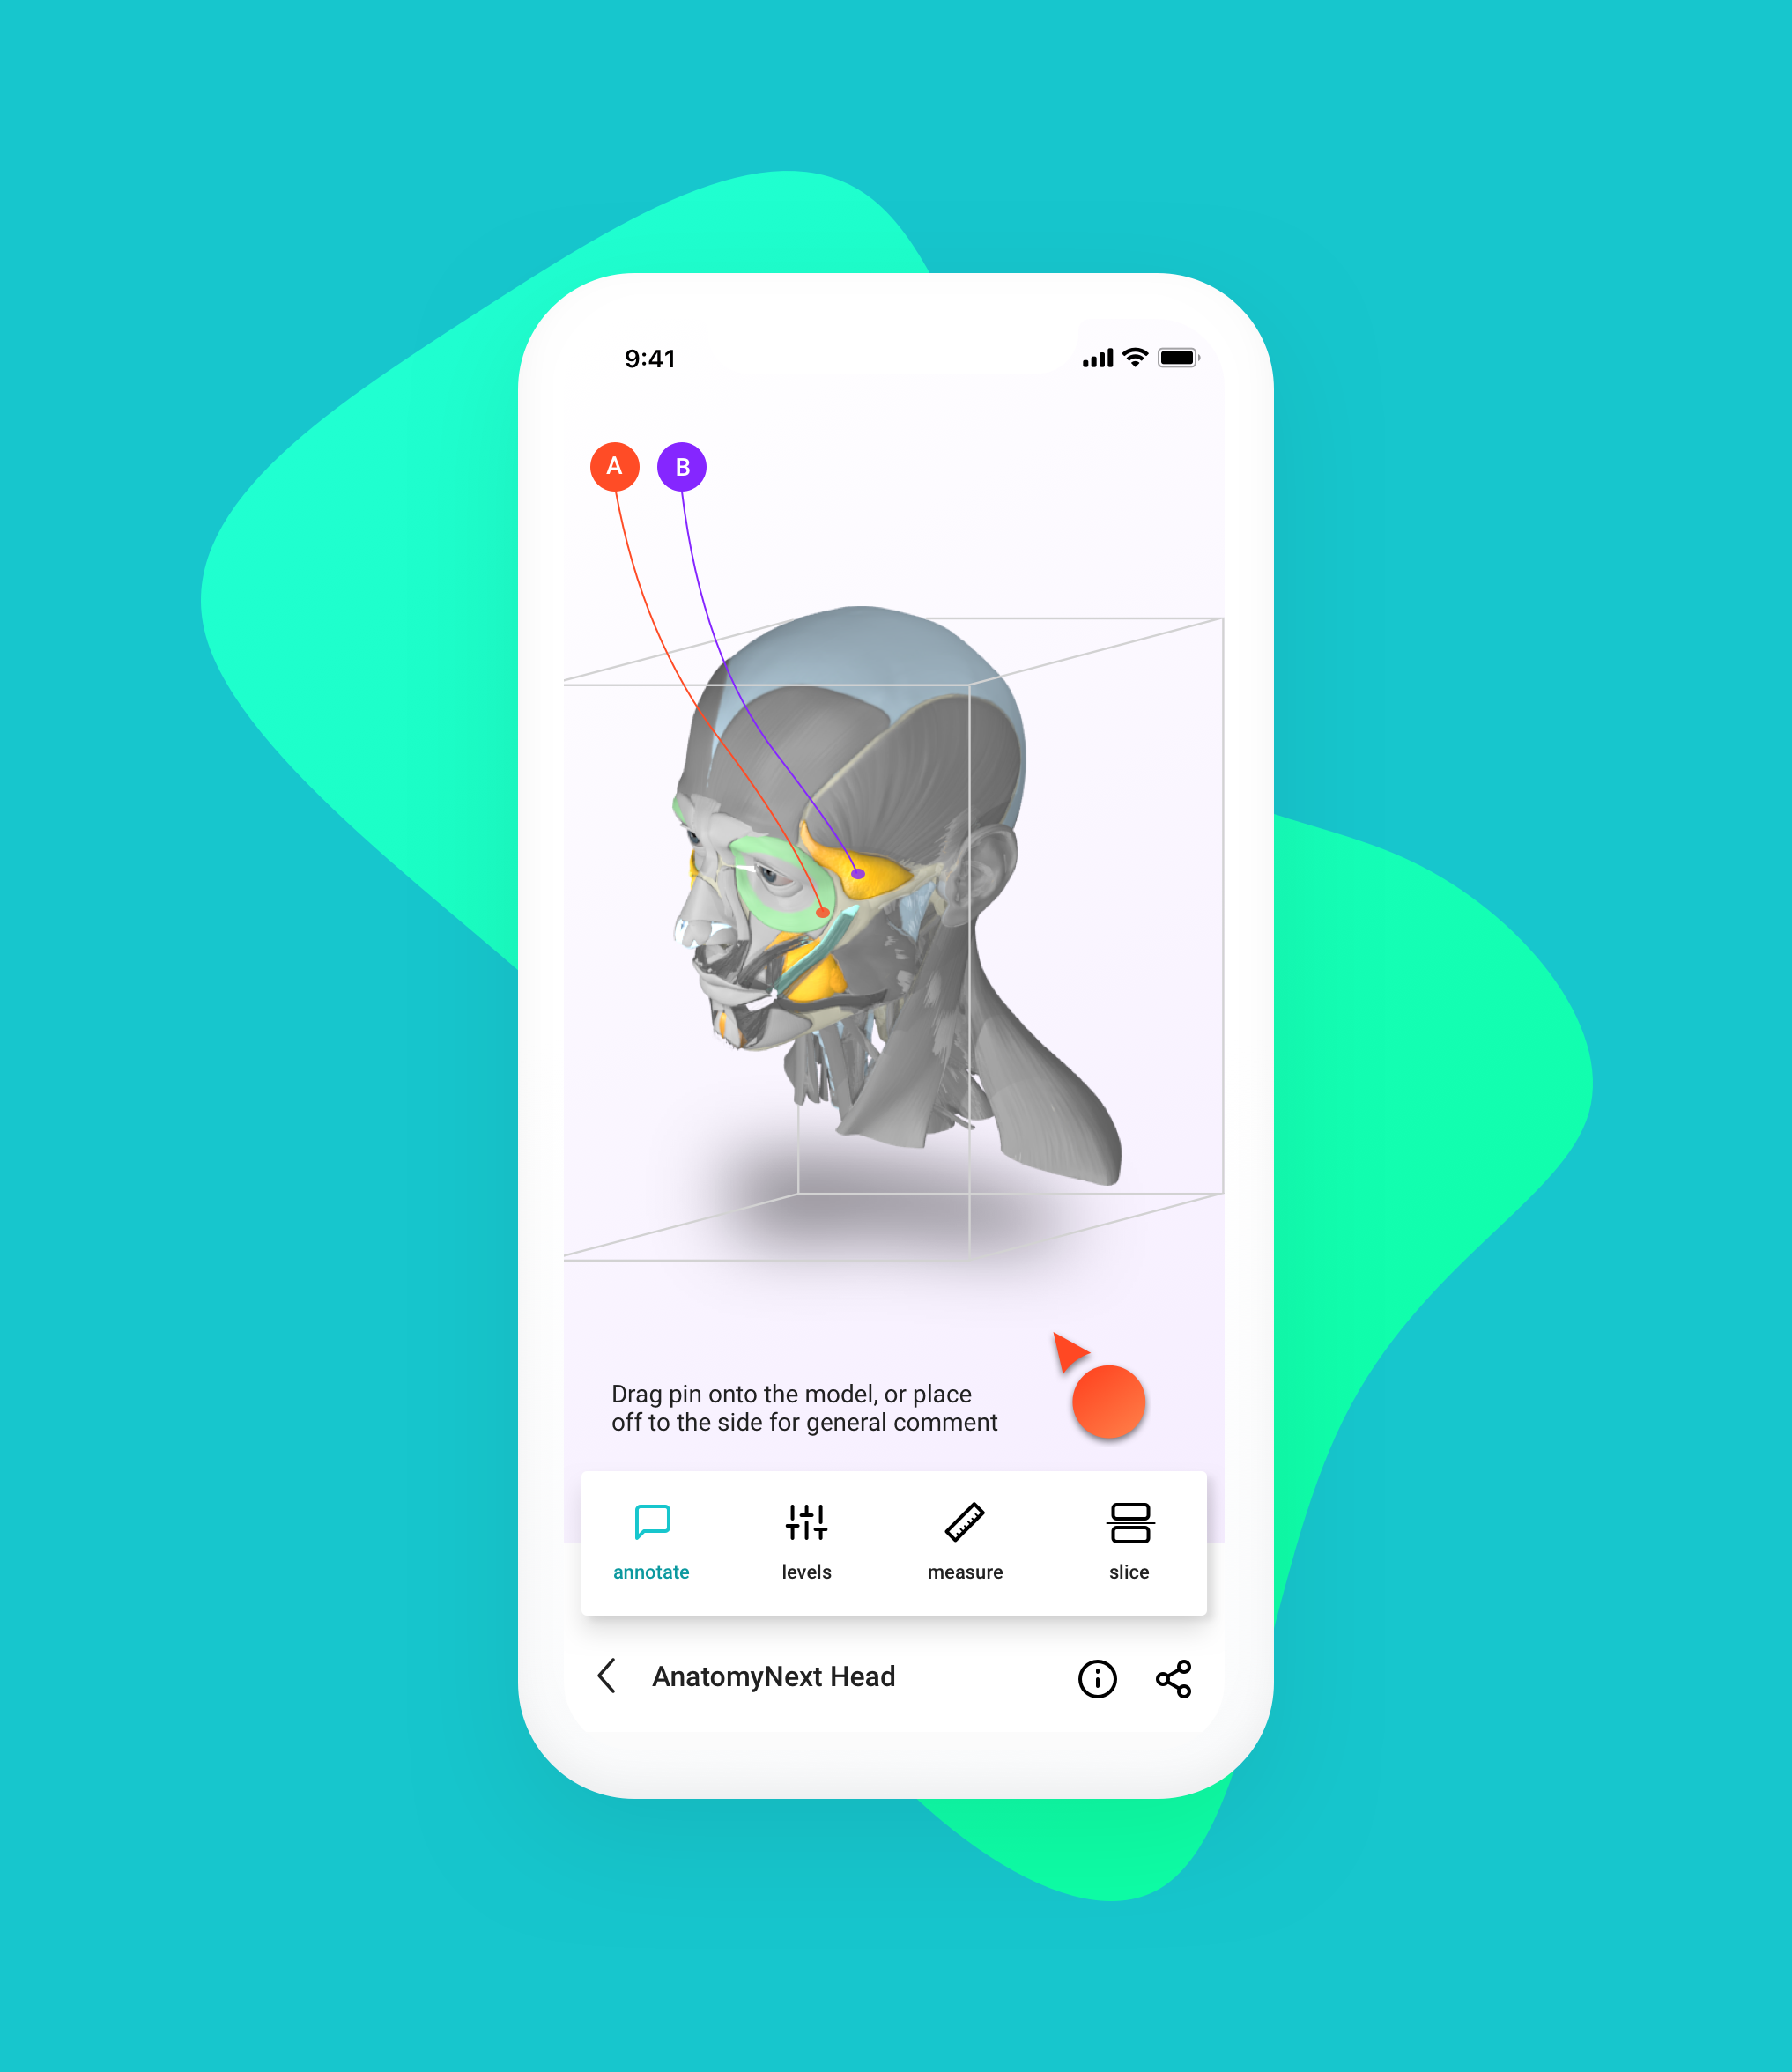 9:41
A
B
Drag pin onto the model, or place
off to the side for general comment
annotate
levels
measure
slice
AnatomyNext Head